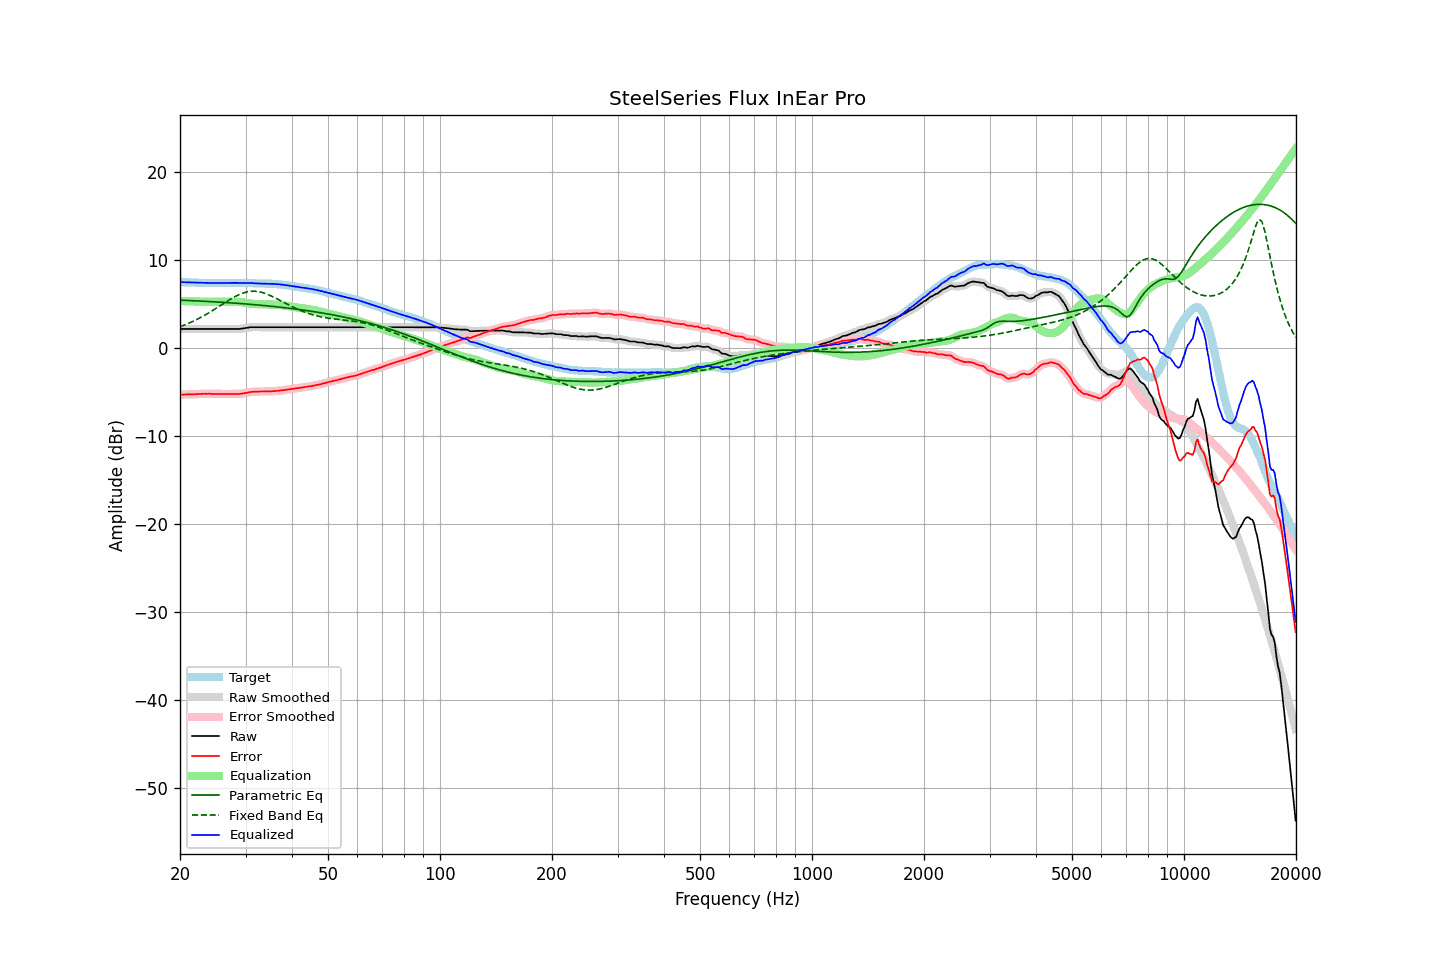 SteelSeries Flux InEar Pro
Amplitude (dBr)
20
10
0
−10
−20
−30
−40
−50
Target
Raw Smoothed
Error Smoothed
Raw
Error
Equalization
Parametric Eq
Fixed Band Eq
Equalized
20
50
100
200
500
1000
2000
5000
10000
20000
Frequency (Hz)